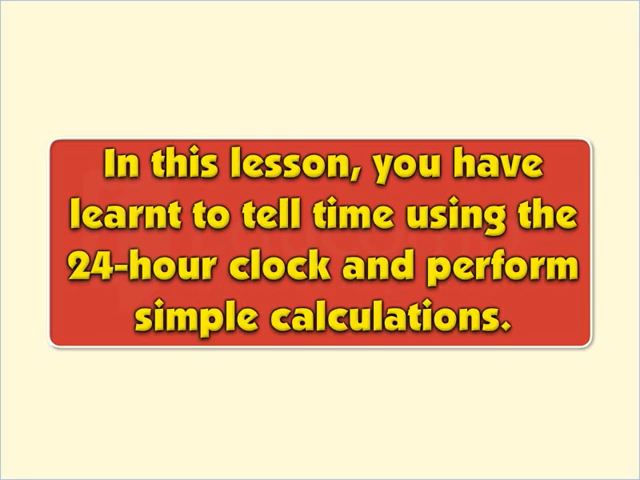 In this lesson, you have
learnt to tell time using the
24-hour clock and perform
simple calculations.